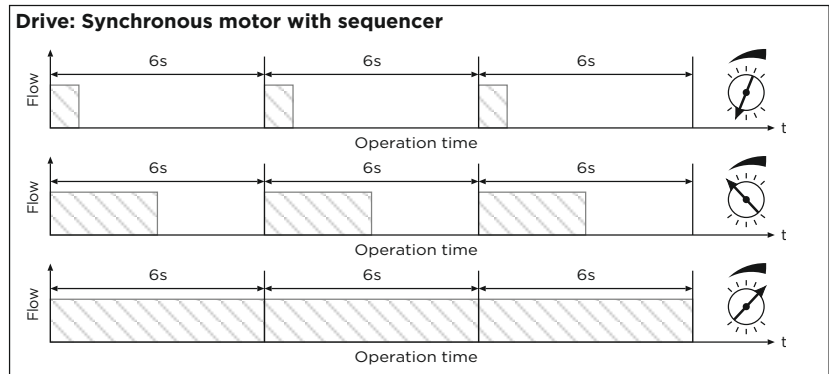 Drive: Synchronous motor with sequencer
6s 6s 6s
Flow
t
Operation time
6s 6s 6s
Flow
t
Operation time
6s 6s 6s
Flow
t
Operation time